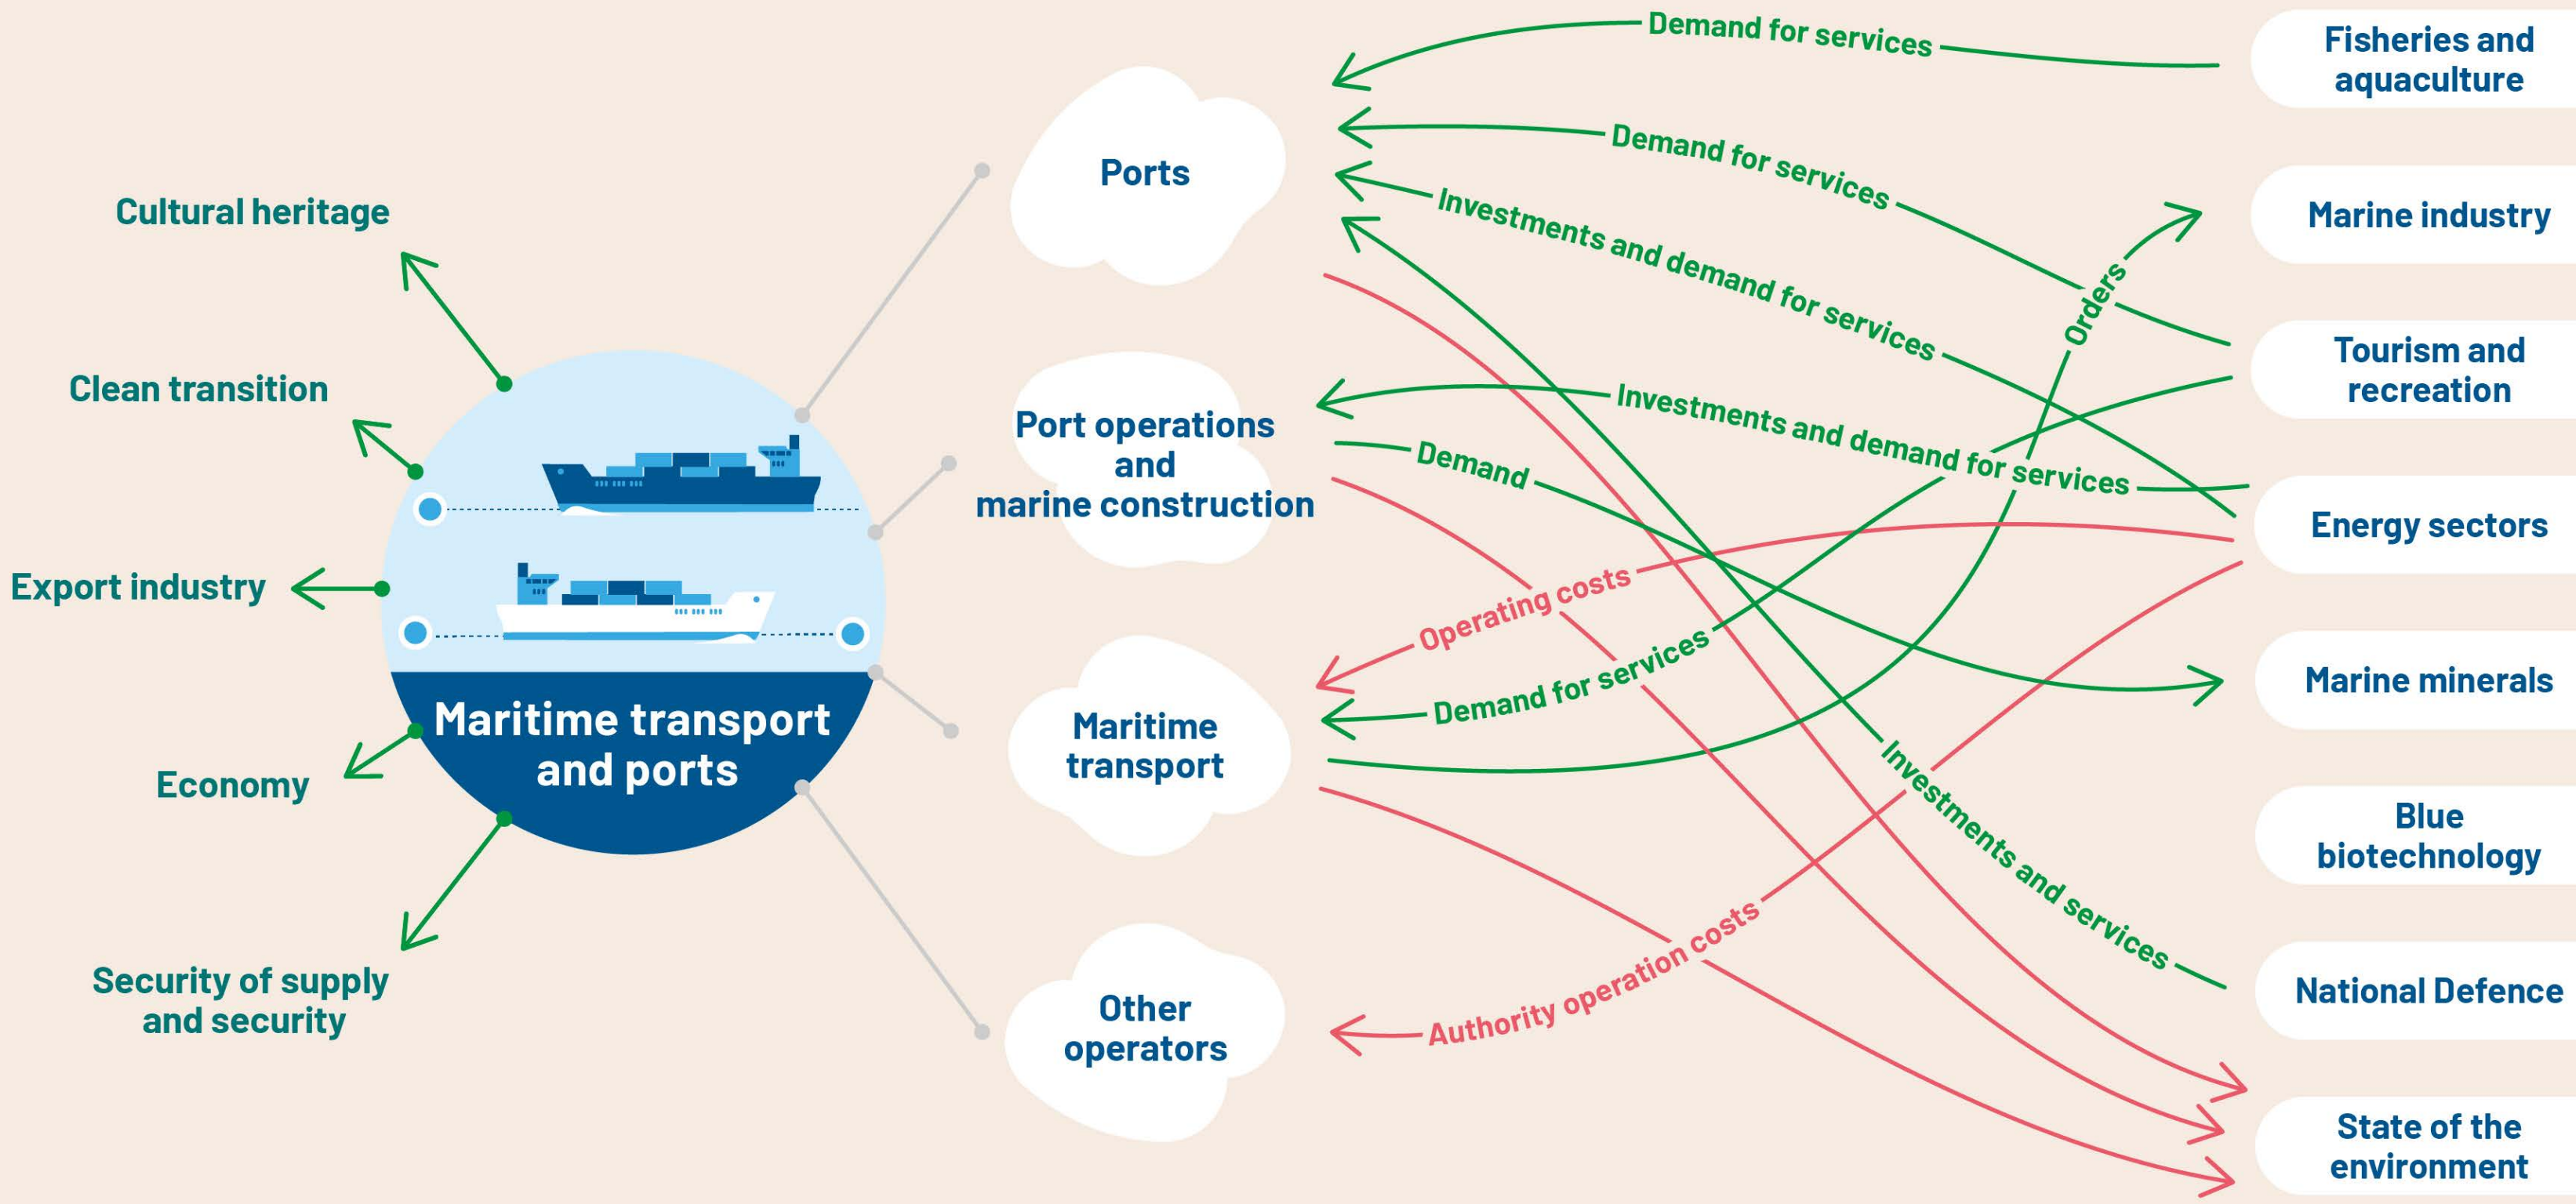 Cultural heritage
Clean transition
Export industry
Economy
Security of supply
and security
Maritime transport
and ports
Ports
Port operations
and
marine construction
Maritime
transport
Other
operators
Demand for services
Demand for services
Investments and demand for services
Orders
Investments and demand for services
Demand
Operating costs
Demand for services
Investments and services
Authority operation costs
Fisheries and
aquaculture
Marine industry
Tourism and
recreation
Energy sectors
Marine minerals
Blue
biotechnology
National Defence
State of the
environment